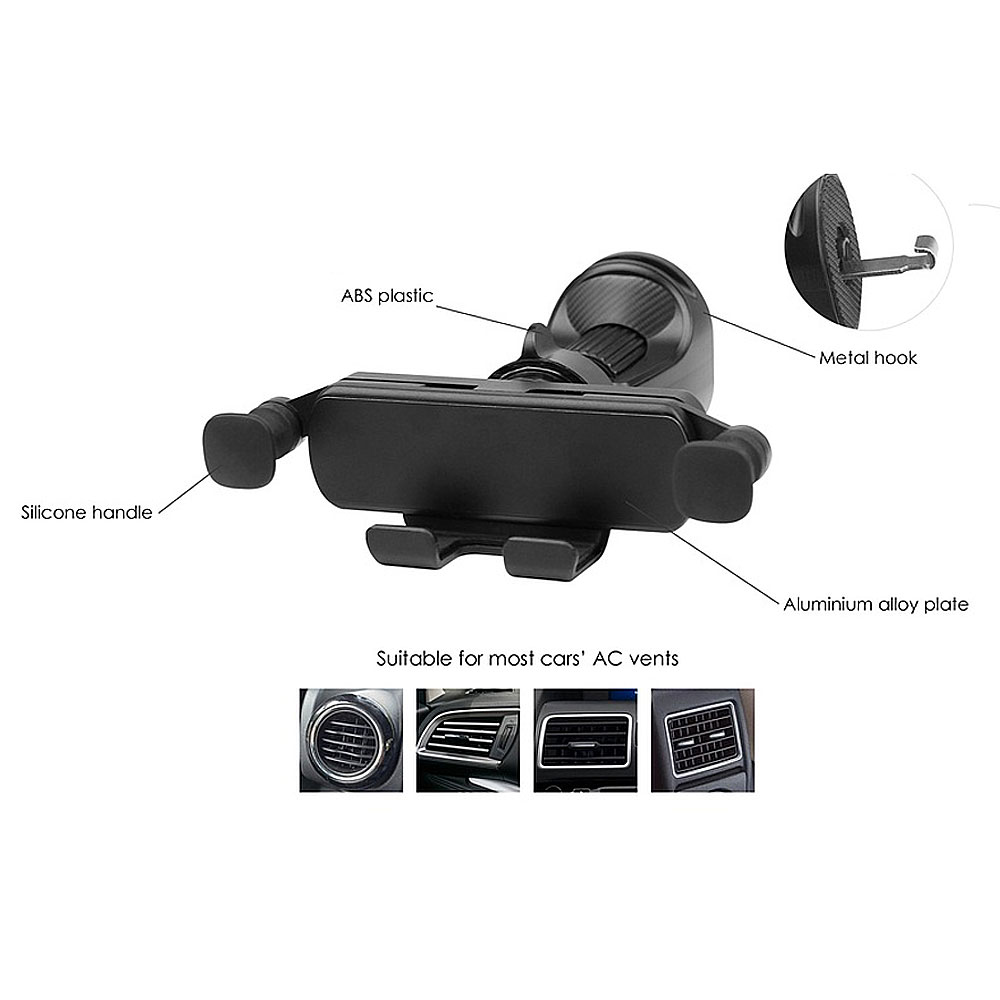 ABS plastic
Metal hook
Silicone handle
Aluminium alloy plate
Suitable for most cars' AC vents